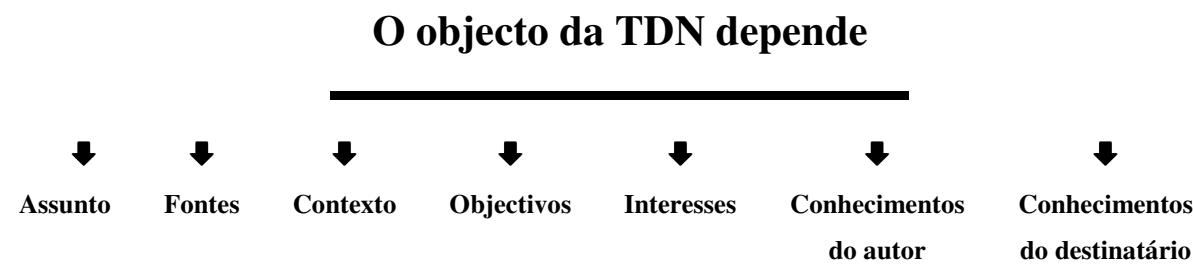 O objecto da TDN depende
Assunto Fontes Contexto Objectivos Interesses Conhecimentos Conhecimentos
do autor do destinatário